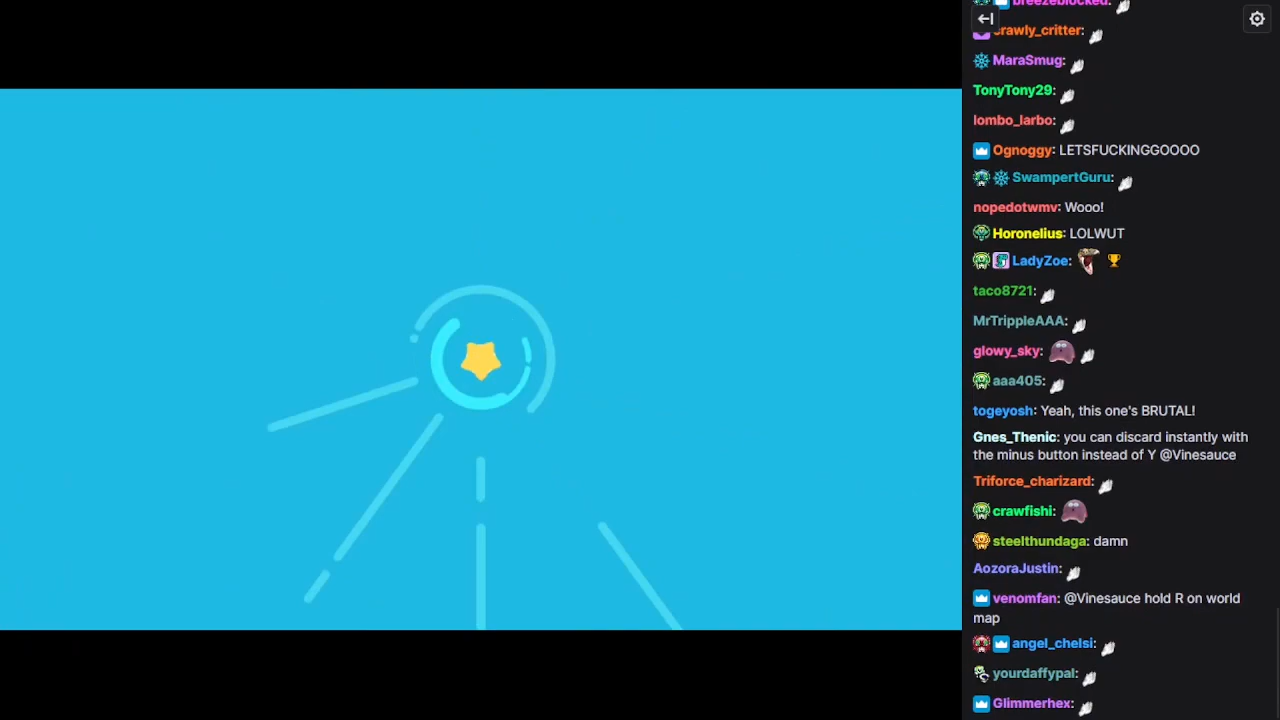 breezeblocked:
crawly_critter:
MaraSmug:
TonyTony29:
lombo_larbo:
Ognoggy: LETSFUCKINGGOOOO
SwampertGuru:
nopedotwmv: Wooo!
Horonelius: LOLWUT
LadyZoe:
taco8721:
MrTrippleAAA:
glowy_sky:
aaa405:
togeyosh: Yeah, this one's BRUTAL!
Gnes_Thenic: you can discard instantly with
the minus button instead of Y @Vinesauce
Triforce_charizard:
crawfishi:
steelthundaga: damn
AozoraJustin:
venomfan: @Vinesauce hold R on world
map
angel_chelsi:
yourdaffypal:
Glimmerhex: